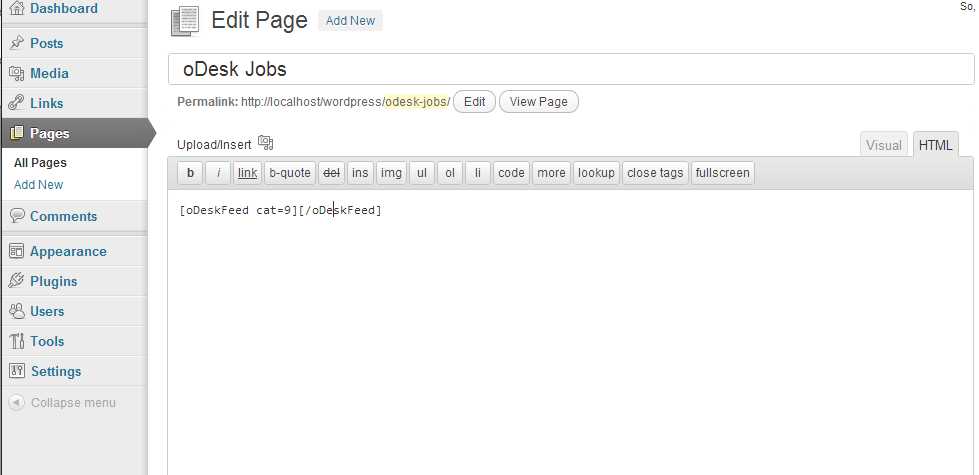 So,
Dashboard
Edit Page Add New
Posts
oDesk Jobs
Media
Permalink: http://localhost/wordpress/odesk-jobs/ Edit View Page
Links
Pages
Upload/Insert Visual HTML
All Pages
b i link b-quote del ins img ul ol li code more lookup close tags fullscreen
Add New
[oDeskFeed cat=9][/oDeskFeed]
Comments
Appearance
Plugins
Users
Tools
Settings
Collapse menu